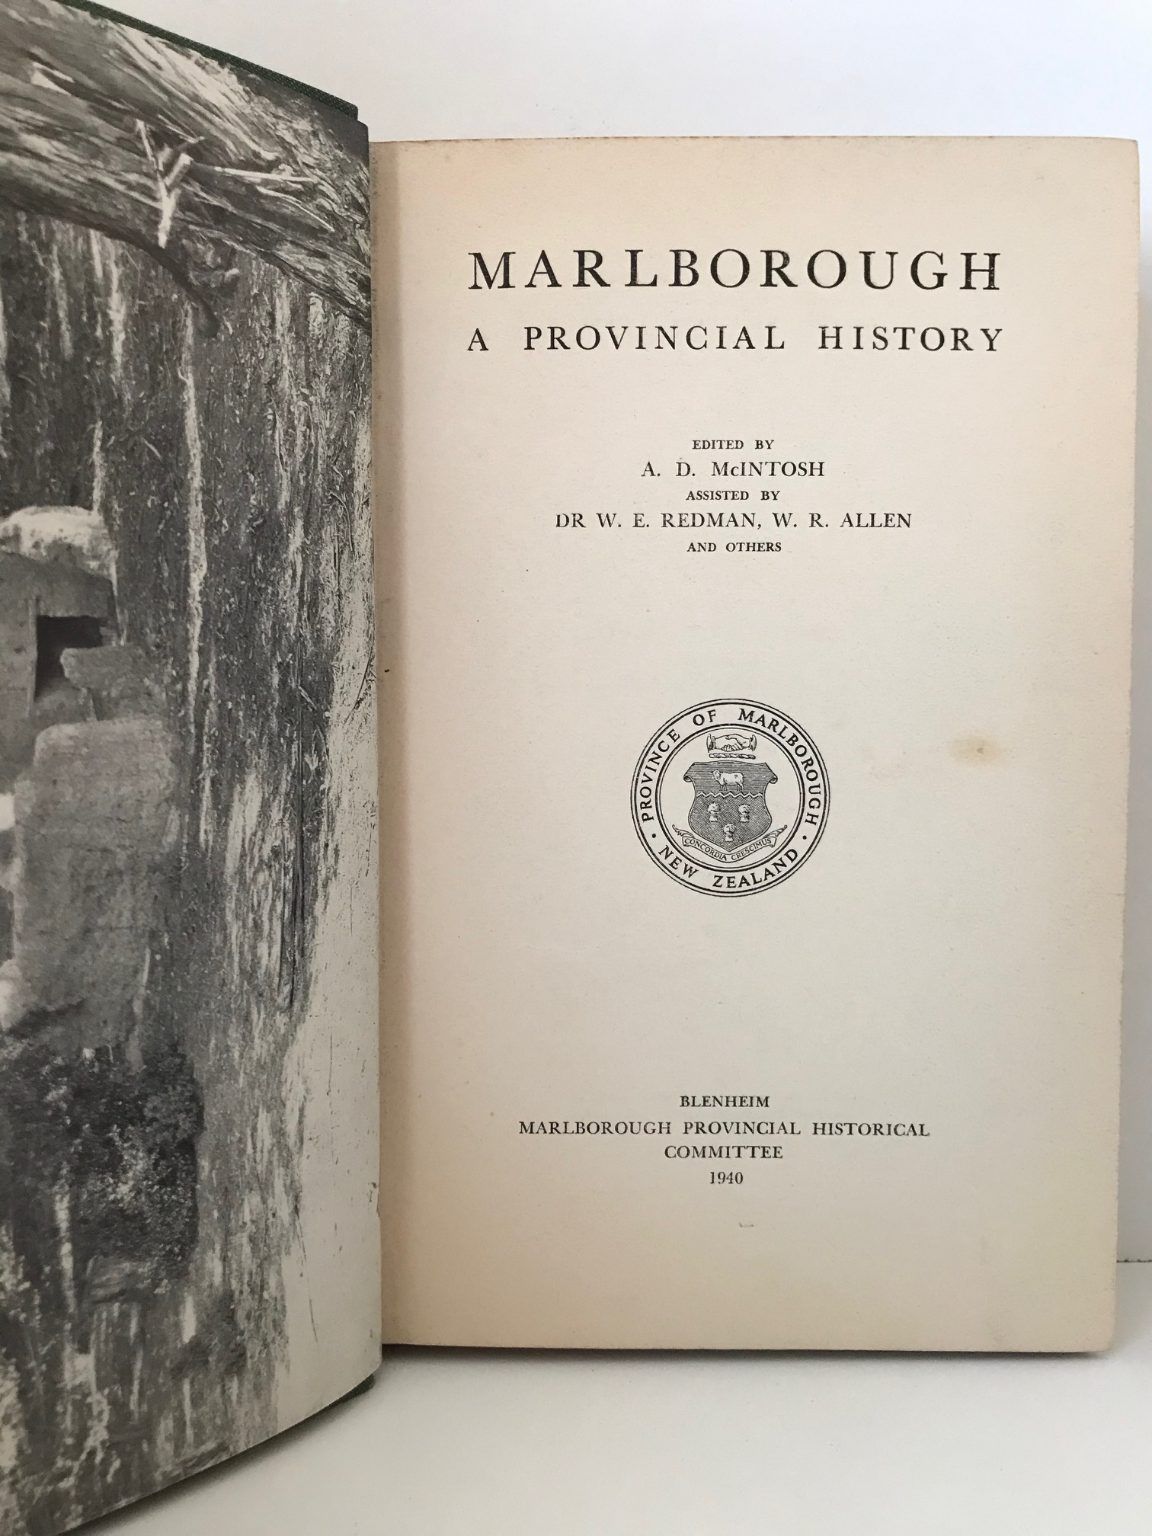 MARLBOROUGH
A PROVINCIAL HISTORY
EDITED BY
A. D. McINTOSH
ASSISTED BY
DR W. E. REDMAN, W. R. ALLEN
AND OTHERS
· PROVINCE OF MARLBOROUGH ·
CONCORDIA CRESCIMUS
NEW ZEALAND
BLENHEIM
MARLBOROUGH PROVINCIAL HISTORICAL
COMMITTEE
1940